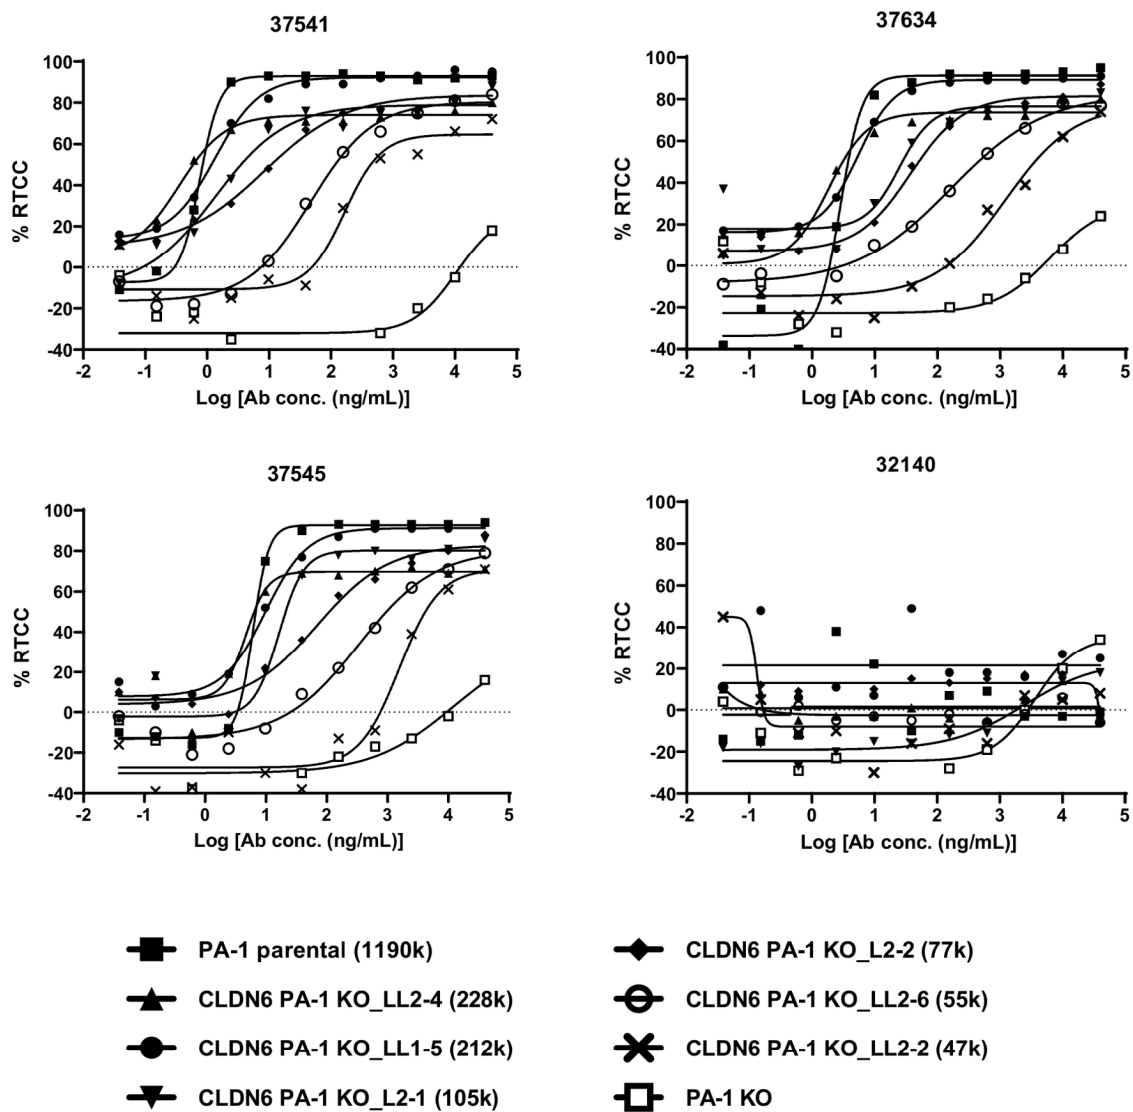 37541
100
80
60
40
20
0
-20
-40
% RTCC
-2 -1 0 1 2 3 4 5
Log [Ab conc. (ng/mL)]
37634
100
80
60
40
20
0
-20
-40
% RTCC
-2 -1 0 1 2 3 4 5
Log [Ab conc. (ng/mL)]
37545
100
80
60
40
20
0
-20
-40
% RTCC
-2 -1 0 1 2 3 4 5
Log [Ab conc. (ng/mL)]
32140
100
80
60
40
20
0
-20
-40
% RTCC
-2 -1 0 1 2 3 4 5
Log [Ab conc. (ng/mL)]
PA-1 parental (1190k)
CLDN6 PA-1 KO_LL2-4 (228k)
CLDN6 PA-1 KO_LL1-5 (212k)
CLDN6 PA-1 KO_L2-1 (105k)
CLDN6 PA-1 KO_L2-2 (77k)
CLDN6 PA-1 KO_LL2-6 (55k)
CLDN6 PA-1 KO_LL2-2 (47k)
PA-1 KO